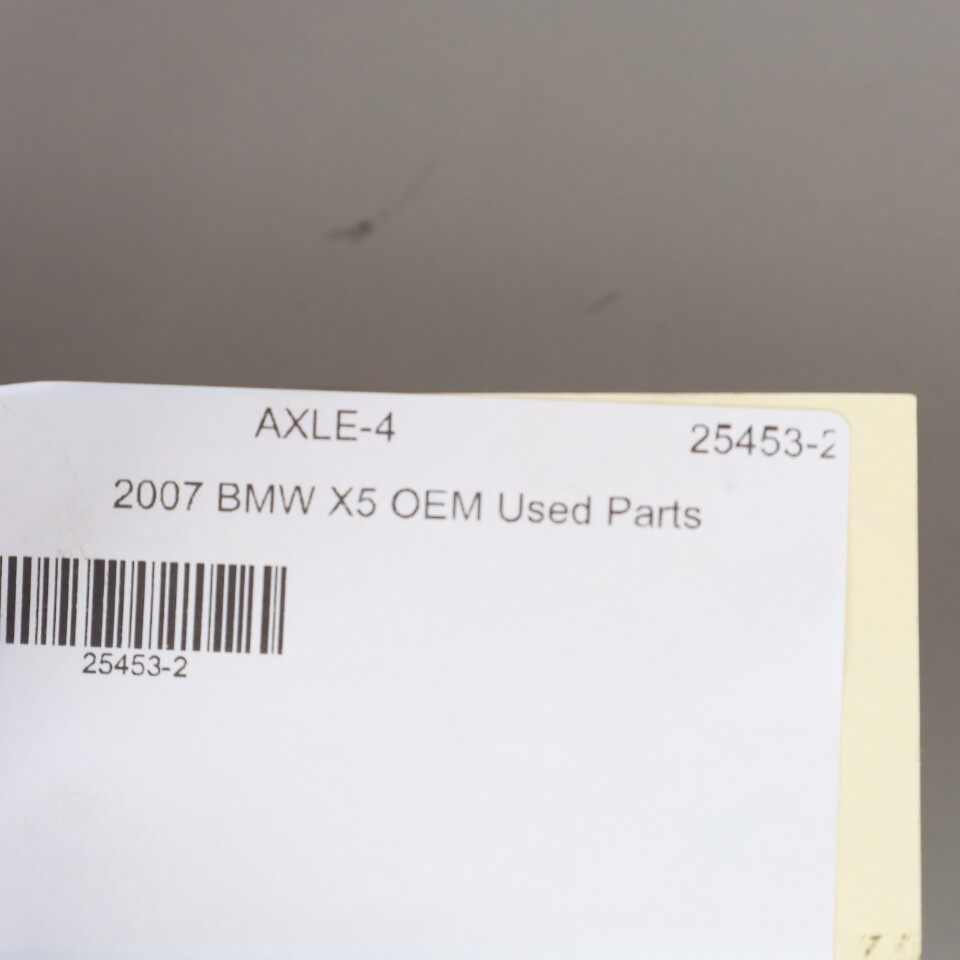 AXLE-4 25453-2
2007 BMW X5 OEM Used Parts
25453-2